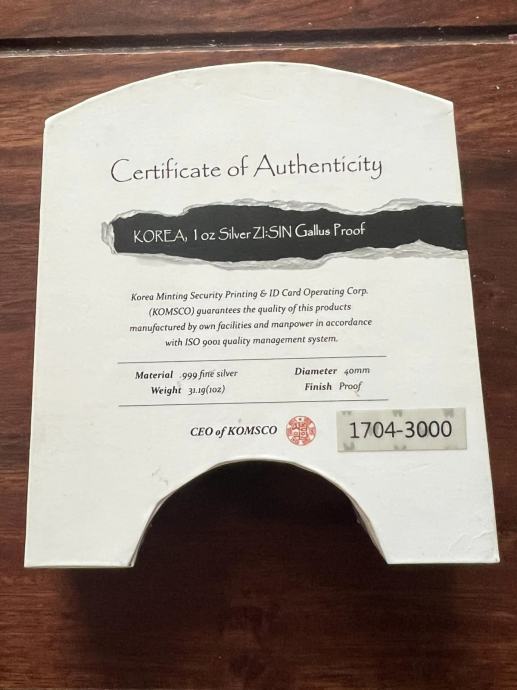 Certificate of Authenticity
KOREA, 1 oz Silver ZI:SIN Gallus Proof
Korea Minting Security Printing & ID Card Operating Corp.
(KOMSCO) guarantees the quality of this products
manufactured by own facilities and manpower in accordance
with ISO 9001 quality management system.
Material .999 fine silver Diameter 40mm
Weight 31.1g(1oz) Finish Proof
CEO of KOMSCO 1704-3000